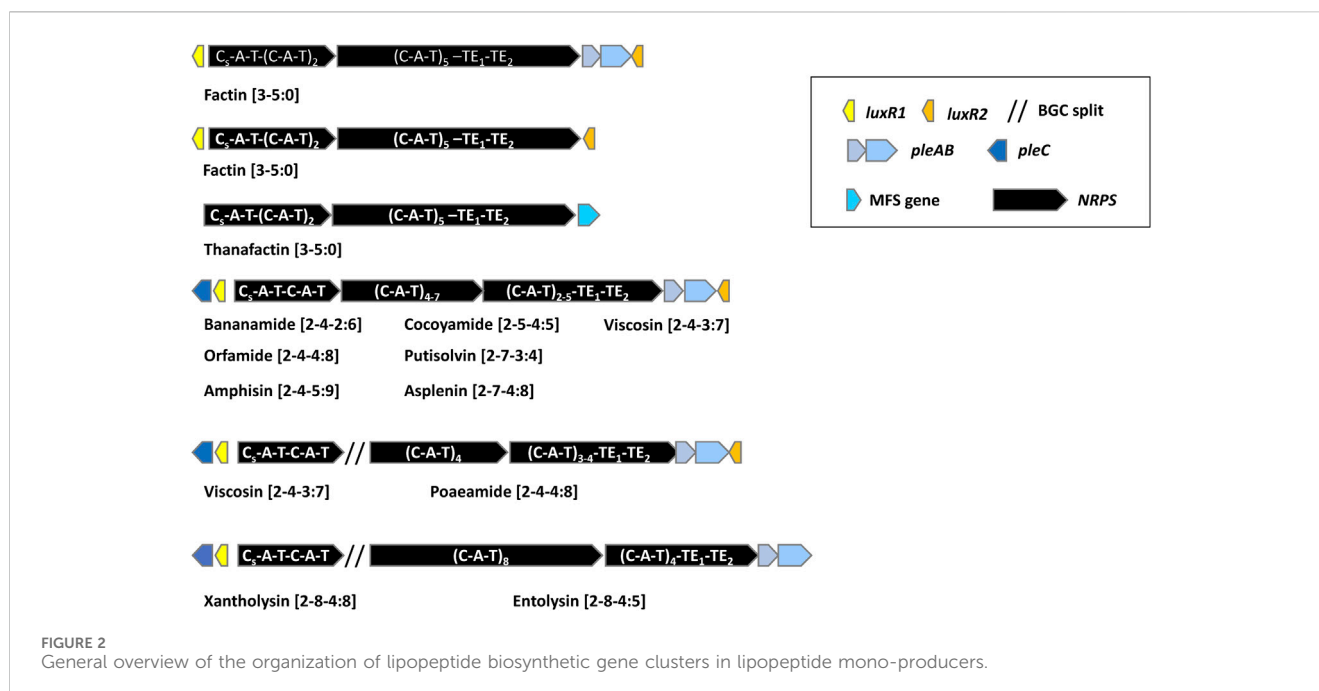 Cₛ-A-T-(C-A-T)₂ (C-A-T)₅ –TE₁-TE₂
Factin [3-5:0]
Cₛ-A-T-(C-A-T)₂ (C-A-T)₅ –TE₁-TE₂
Factin [3-5:0]
Cₛ-A-T-(C-A-T)₂ (C-A-T)₅ –TE₁-TE₂
Thanafactin [3-5:0]
Cₛ-A-T-C-A-T (C-A-T)₄₋₇ (C-A-T)₂₋₅-TE₁-TE₂
Bananamide [2-4-2:6] Cocoyamide [2-5-4:5] Viscosin [2-4-3:7]
Orfamide [2-4-4:8] Putisolvin [2-7-3:4]
Amphisin [2-4-5:9] Asplenin [2-7-4:8]
Cₛ-A-T-C-A-T // (C-A-T)₄ (C-A-T)₃₋₄-TE₁-TE₂
Viscosin [2-4-3:7] Poaeamide [2-4-4:8]
Cₛ-A-T-C-A-T // (C-A-T)₈ (C-A-T)₄-TE₁-TE₂
Xantholysin [2-8-4:8] Entolysin [2-8-4:5]
luxR1 luxR2 // BGC split
pleAB pleC
MFS gene NRPS
FIGURE 2
General overview of the organization of lipopeptide biosynthetic gene clusters in lipopeptide mono-producers.